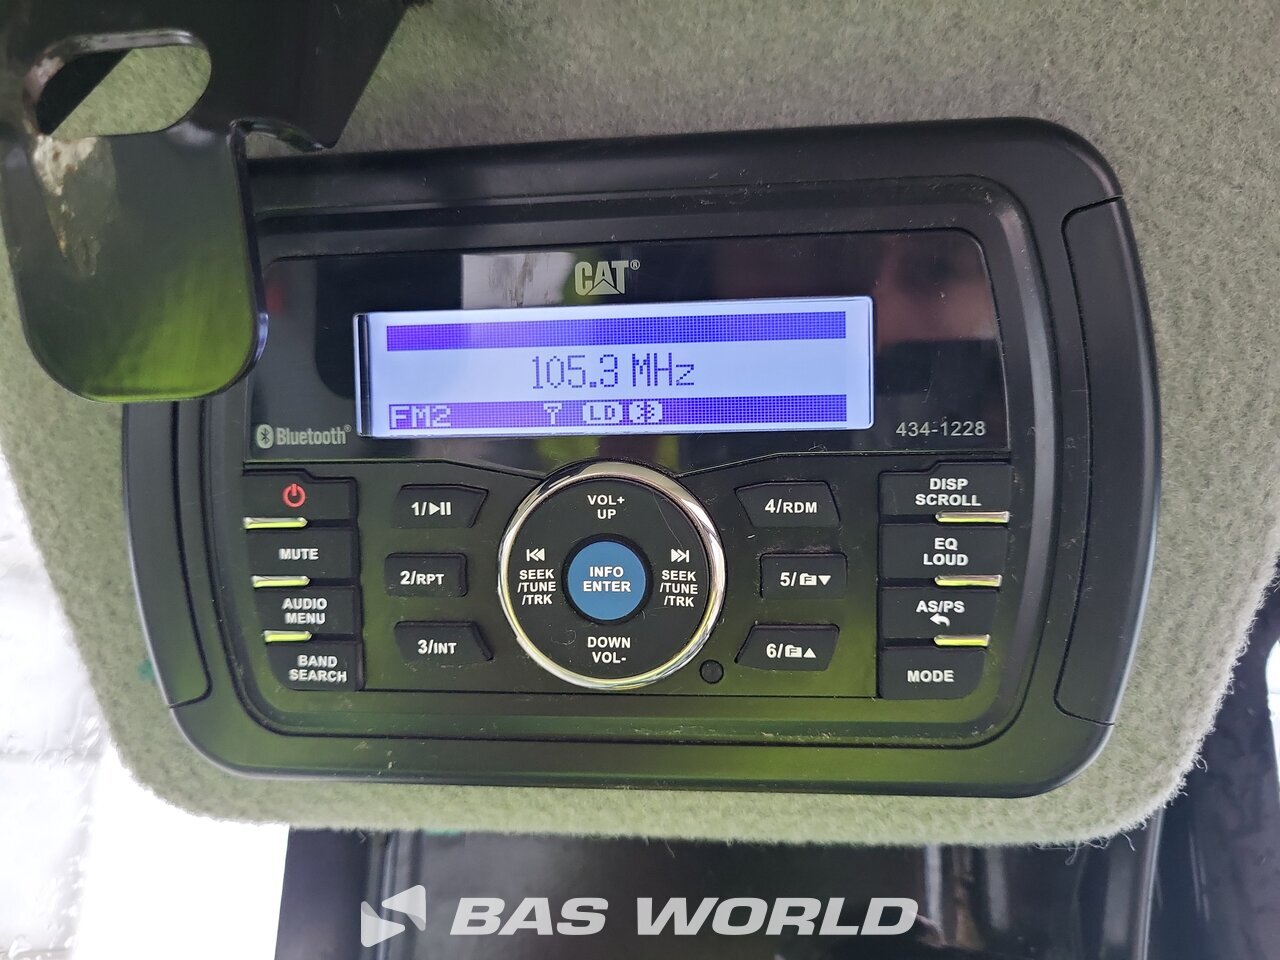 CAT®
105.3 MHz
FM2 LD
Bluetooth®
434-1228
MUTE
AUDIO
MENU
BAND
SEARCH
1/
2/RPT
3/INT
VOL+
UP
SEEK
/TUNE
/TRK
INFO
ENTER
SEEK
/TUNE
/TRK
DOWN
VOL-
4/RDM
5/
6/
DISP
SCROLL
EQ
LOUD
AS/PS
MODE
BAS WORLD